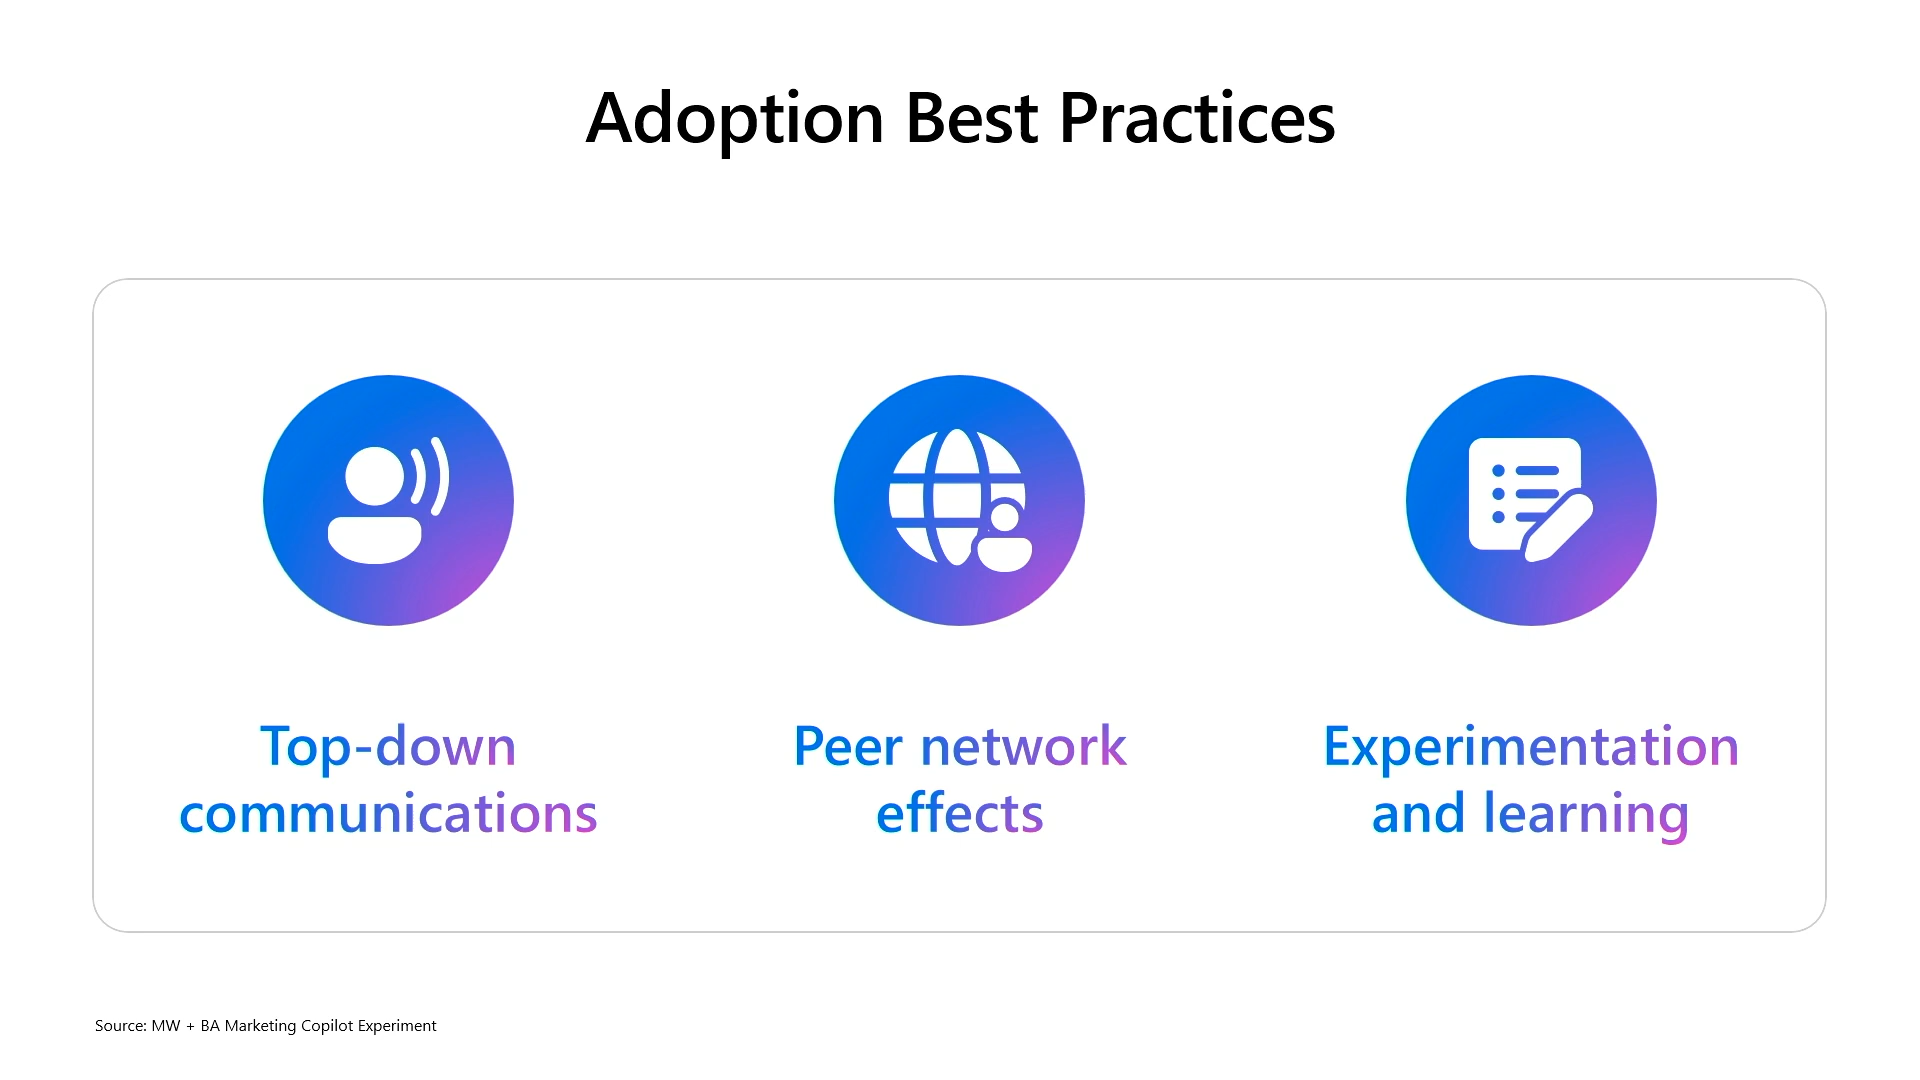 Adoption Best Practices
Top-down
communications
Peer network
effects
Experimentation
and learning
Source: MW + BA Marketing Copilot Experiment